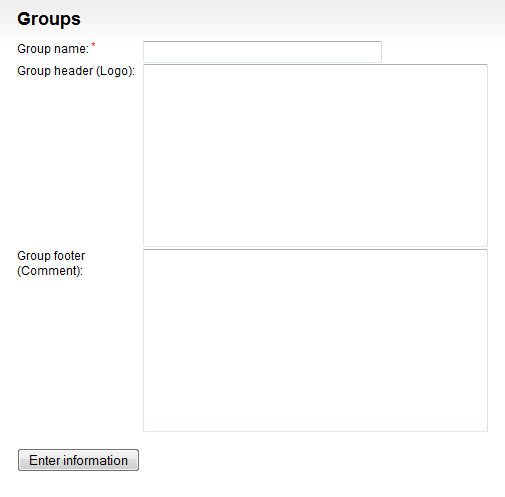 Groups
Group name: *
Group header (Logo):
Group footer
(Comment):
Enter information